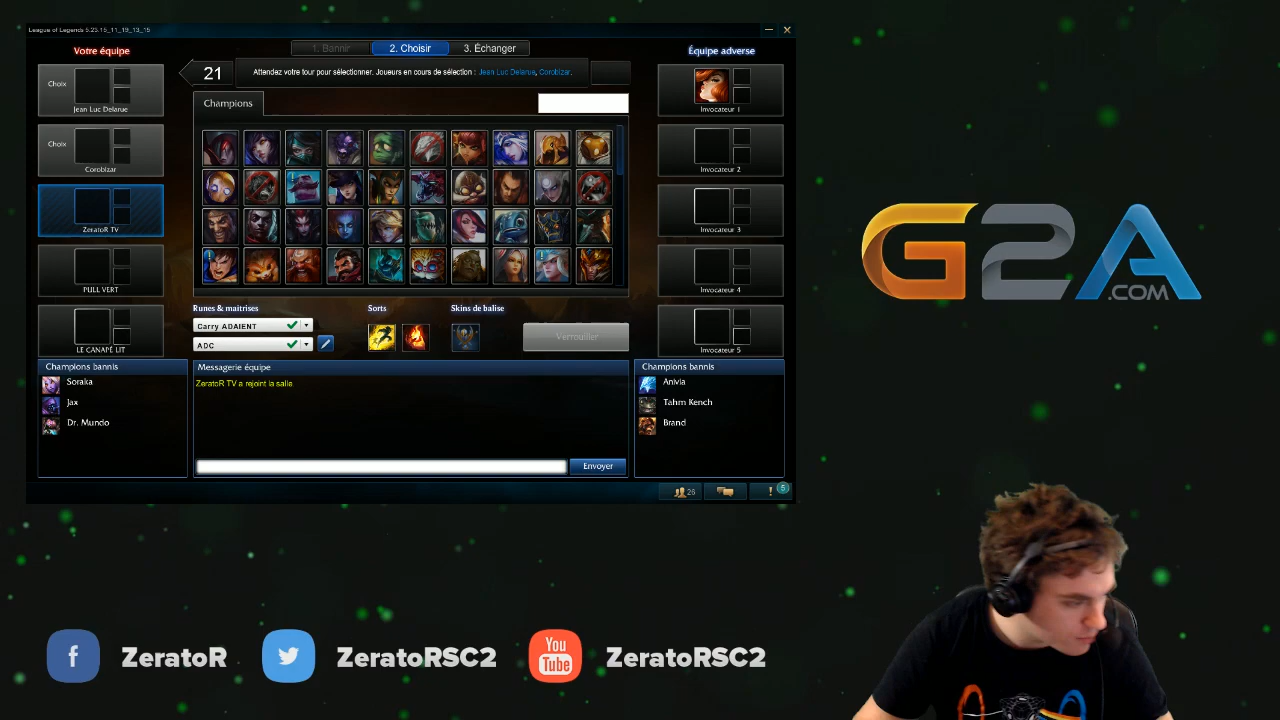 League of Legends 5.23.15_11_19_13_15
Votre équipe
1. Bannir
2. Choisir
3. Échanger
Équipe adverse
21
Attendez votre tour pour sélectionner. Joueurs en cours de sélection : Jean Luc Delarue, Corobizar.
Choix
Jean Luc Delarue
Choix
Corobizar
ZeratoR TV
PULL VERT
LE CANAPÉ LIT
Champions
Invocateur 1
Invocateur 2
Invocateur 3
Invocateur 4
Invocateur 5
Runes & maîtrises
Sorts
Skins de balise
Carry ADAIENT
ADC
Verrouiller
Champions bannis
Soraka
Jax
Dr. Mundo
Messagerie équipe
ZeratoR TV a rejoint la salle.
Envoyer
Champions bannis
Anivia
Tahm Kench
Brand
26
5
G2A
.COM
f
ZeratoR
ZeratoRSC2
You
Tube
ZeratoRSC2